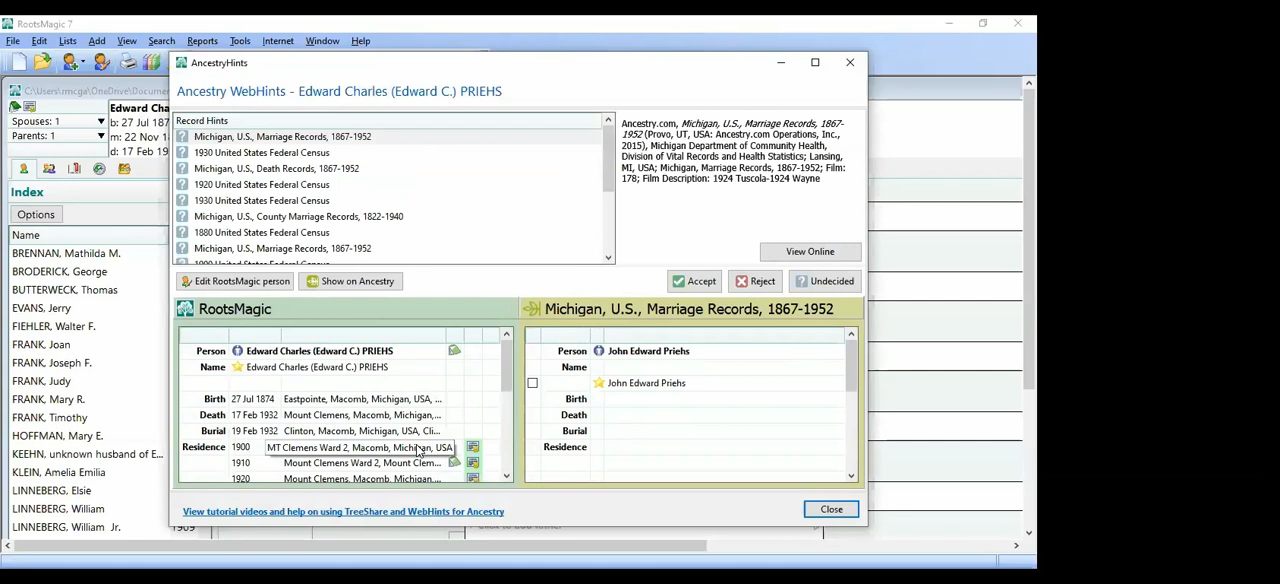 RootsMagic 7
File Edit Lists Add View Search Reports Tools Internet Window Help
AncestryHints
C:\Users\rmcga\OneDrive\Docum
Ancestry WebHints - Edward Charles (Edward C.) PRIEHS
Edward Cha
b: 27 Jul 187
Spouses: 1
m: 22 Nov 1
Parents: 1
d: 17 Feb 19
Record Hints
Michigan, U.S., Marriage Records, 1867-1952
1930 United States Federal Census
Michigan, U.S., Death Records, 1867-1952
1920 United States Federal Census
1930 United States Federal Census
Michigan, U.S., County Marriage Records, 1822-1940
1880 United States Federal Census
Michigan, U.S., Marriage Records, 1867-1952
Ancestry.com, Michigan, U.S., Marriage Records, 1867-
1952 (Provo, UT, USA: Ancestry.com Operations, Inc.,
2015), Michigan Department of Community Health,
Division of Vital Records and Health Statistics; Lansing,
MI, USA; Michigan, Marriage Records, 1867-1952; Film:
178; Film Description: 1924 Tuscola-1924 Wayne
View Online
Index
Options
Name
BRENNAN, Mathilda M.
BRODERICK, George
BUTTERWECK, Thomas
EVANS, Jerry
FIEHLER, Walter F.
FRANK, Joan
FRANK, Joseph F.
FRANK, Judy
FRANK, Mary R.
FRANK, Timothy
HOFFMAN, Mary E.
KEEHN, unknown husband of E...
KLEIN, Amelia Emilia
LINNEBERG, Elsie
LINNEBERG, William
LINNEBERG, William Jr. 1909
Edit RootsMagic person Show on Ancestry Accept Reject Undecided
RootsMagic
Person Edward Charles (Edward C.) PRIEHS
Name Edward Charles (Edward C.) PRIEHS
Birth 27 Jul 1874 Eastpointe, Macomb, Michigan, USA, ...
Death 17 Feb 1932 Mount Clemens, Macomb, Michigan,...
Burial 19 Feb 1932 Clinton, Macomb, Michigan, USA, Cli...
Residence 1900 MT Clemens Ward 2, Macomb, Michigan, USA
1910 Mount Clemens Ward 2, Mount Clem...
1920 Mount Clemens, Macomb, Michigan,...
Michigan, U.S., Marriage Records, 1867-1952
Person John Edward Priehs
Name
John Edward Priehs
Birth
Death
Burial
Residence
View tutorial videos and help on using TreeShare and WebHints for Ancestry
Close